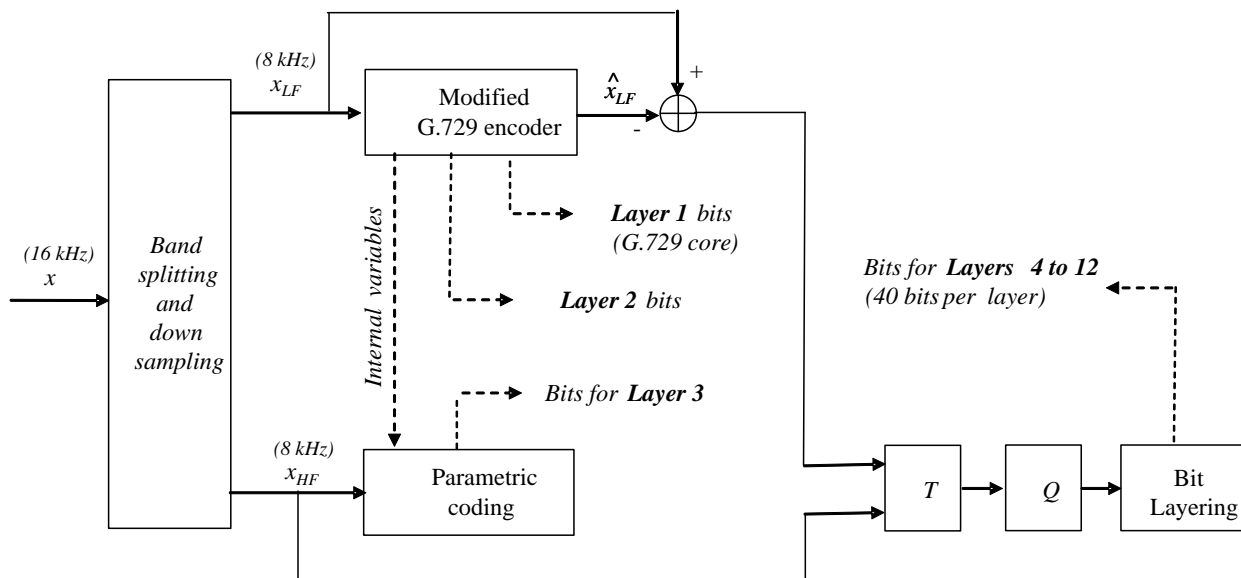 (16 kHz)
x
Band
splitting
and
down
sampling
(8 kHz)
x_LF
Modified
G.729 encoder
^
x_LF
+
-
Internal variables
Layer 1 bits
(G.729 core)
Layer 2 bits
Bits for Layer 3
(8 kHz)
x_HF
Parametric
coding
Bits for Layers 4 to 12
(40 bits per layer)
T
Q
Bit
Layering